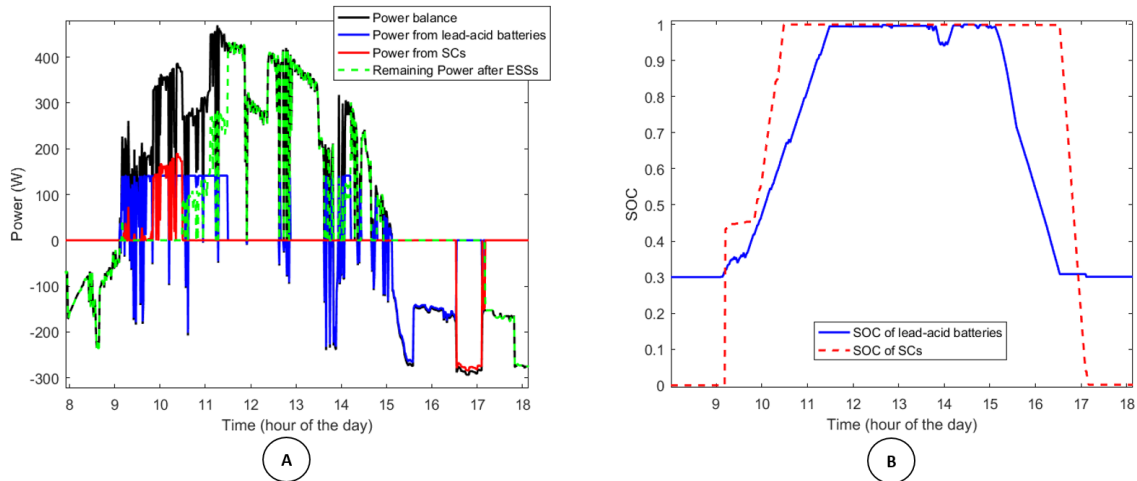 Power balance
Power from lead-acid batteries
Power from SCs
Remaining Power after ESSs
400
300
200
100
0
-100
-200
-300
Power (W)
8 9 10 11 12 13 14 15 16 17 18
Time (hour of the day)
A
1
0.9
0.8
0.7
0.6
0.5
0.4
0.3
0.2
0.1
0
SOC
SOC of lead-acid batteries
SOC of SCs
9 10 11 12 13 14 15 16 17 18
Time (hour of the day)
B